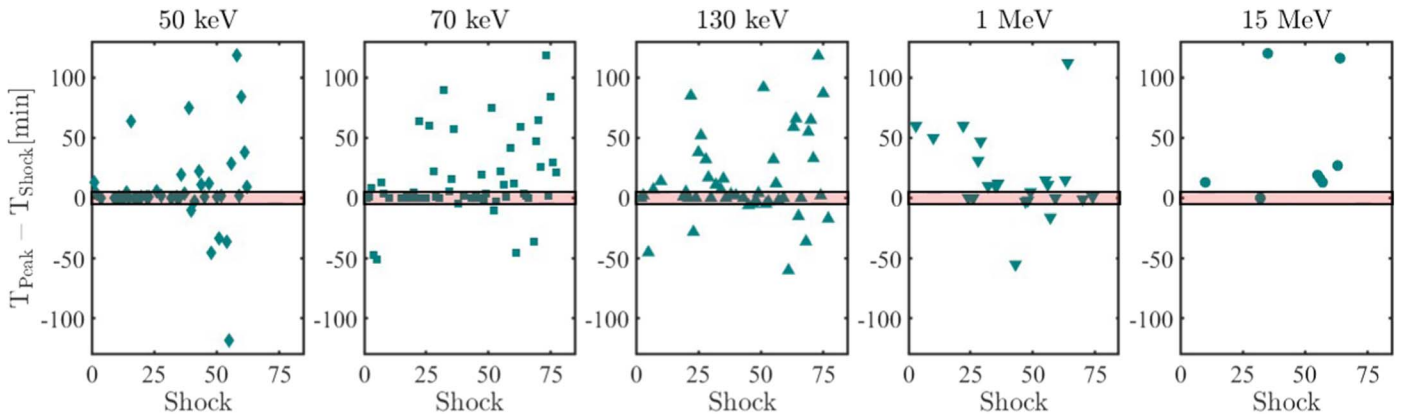 50 keV 70 keV 130 keV 1 MeV 15 MeV
T_Peak − T_Shock [min]
100 100 100 100 100
50 50 50 50 50
0 0 0 0 0
-50 -50 -50 -50 -50
-100 -100 -100 -100 -100
0 25 50 75 0 25 50 75 0 25 50 75 0 25 50 75 0 25 50 75
Shock Shock Shock Shock Shock